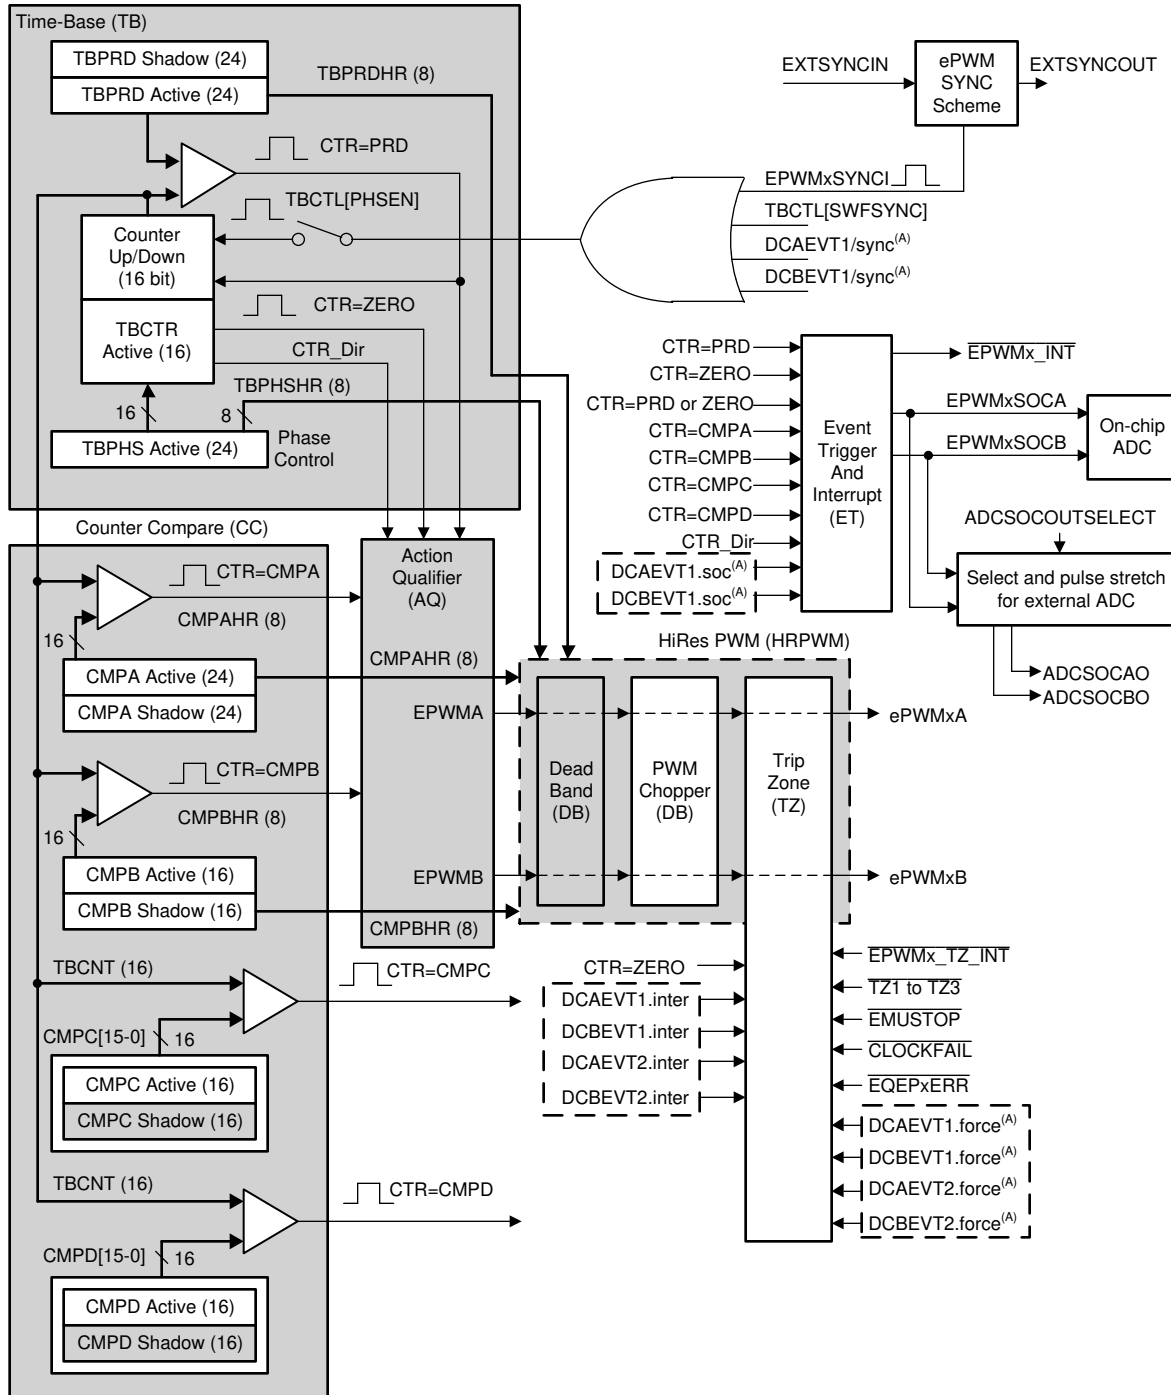 Time-Base (TB)
TBPRD Shadow (24)
TBPRD Active (24)
TBPRDHR (8)
CTR=PRD
TBCTL[PHSEN]
Counter
Up/Down
(16 bit)
CTR=ZERO
TBCTR
Active (16)
CTR_Dir
TBPHSHR (8)
16
8
TBPHS Active (24)
Phase
Control
EXTSYNCIN
ePWM
SYNC
Scheme
EXTSYNCOUT
EPWMxSYNCI
TBCTL[SWFSYNC]
DCAEVT1/sync(A)
DCBEVT1/sync(A)
CTR=PRD
CTR=ZERO
CTR=PRD or ZERO
CTR=CMPA
CTR=CMPB
CTR=CMPC
CTR=CMPD
CTR_Dir
DCAEVT1.soc(A)
DCBEVT1.soc(A)
Event
Trigger
And
Interrupt
(ET)
EPWMx_INT
EPWMxSOCA
EPWMxSOCB
On-chip
ADC
ADCSOCOUTSELECT
Select and pulse stretch
for external ADC
ADCSOCAO
ADCSOCBO
Counter Compare (CC)
CTR=CMPA
CMPAHR (8)
16
CMPA Active (24)
CMPA Shadow (24)
CTR=CMPB
CMPBHR (8)
16
CMPB Active (16)
CMPB Shadow (16)
TBCNT (16)
CTR=CMPC
CMPC[15-0]
16
CMPC Active (16)
CMPC Shadow (16)
TBCNT (16)
CTR=CMPD
CMPD[15-0]
16
CMPD Active (16)
CMPD Shadow (16)
Action
Qualifier
(AQ)
CMPAHR (8)
EPWMA
EPWMB
CMPBHR (8)
HiRes PWM (HRPWM)
Dead
Band
(DB)
PWM
Chopper
(DB)
Trip
Zone
(TZ)
ePWMxA
ePWMxB
CTR=ZERO
DCAEVT1.inter
DCBEVT1.inter
DCAEVT2.inter
DCBEVT2.inter
EPWMx_TZ_INT
TZ1 to TZ3
EMUSTOP
CLOCKFAIL
EQEPxERR
DCAEVT1.force(A)
DCBEVT1.force(A)
DCAEVT2.force(A)
DCBEVT2.force(A)